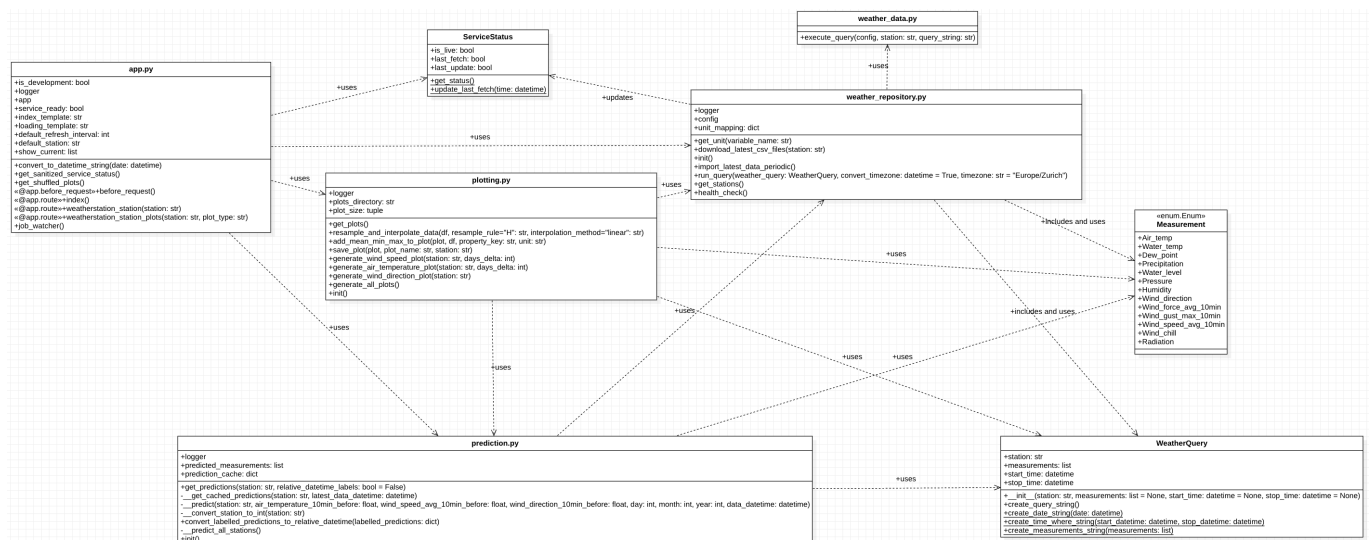 weather_data.py
+execute_query(config, station: str, query_string: str)
ServiceStatus
+is_live: bool
+last_fetch: bool
+last_update: bool
+get_status()
+update_last_fetch(time: datetime)
app.py
+is_development: bool
+logger
+app
+service_ready: bool
+index_template: str
+loading_template: str
+default_refresh_interval: int
+default_station: str
+show_current: list
+convert_to_datetime_string(date: datetime)
+get_sanitized_service_status()
+get_shuffled_plots()
«@app.before_request»+before_request()
«@app.route»+index()
«@app.route»+weatherstation_station(station: str)
«@app.route»+weatherstation_station_plots(station: str, plot_type: str)
+job_watcher()
+uses
+uses
+updates
+uses
weather_repository.py
+logger
+config
+unit_mapping: dict
+get_unit(variable_name: str)
+download_latest_csv_files(station: str)
+init()
+import_latest_data_periodic()
+run_query(weather_query: WeatherQuery, convert_timezone: datetime = True, timezone: str = "Europe/Zurich")
+get_stations()
+health_check()
+uses
+uses
plotting.py
+logger
+plots_directory: str
+plot_size: tuple
+get_plots()
+resample_and_interpolate_data(df, resample_rule="H": str, interpolation_method="linear": str)
+add_mean_min_max_to_plot(plot, df, property_key: str, unit: str)
+save_plot(plot, plot_name: str, station: str)
+generate_wind_speed_plot(station: str, days_delta: int)
+generate_air_temperature_plot(station: str, days_delta: int)
+generate_wind_direction_plot(station: str)
+generate_all_plots()
+init()
+includes and uses
«enum.Enum»
Measurement
+Air_temp
+Water_temp
+Dew_point
+Precipitation
+Water_level
+Pressure
+Humidity
+Wind_direction
+Wind_force_avg_10min
+Wind_gust_max_10min
+Wind_speed_avg_10min
+Wind_chill
+Radiation
+uses
+uses
+includes and uses
+uses
+uses
+uses
+uses
prediction.py
+logger
+predicted_measurements: list
+prediction_cache: dict
+get_predictions(station: str, relative_datetime_labels: bool = False)
-__get_cached_predictions(station: str, latest_data_datetime: datetime)
-__predict(station: str, air_temperature_10min_before: float, wind_speed_avg_10min_before: float, wind_direction_10min_before: float, day: int, month: int, year: int, data_datetime: datetime)
-__convert_station_to_int(station: str)
+convert_labelled_predictions_to_relative_datetime(labelled_predictions: dict)
-__predict_all_stations()
+init()
+uses
WeatherQuery
+station: str
+measurements: list
+start_time: datetime
+stop_time: datetime
+__init__(station: str, measurements: list = None, start_time: datetime = None, stop_time: datetime = None)
+create_query_string()
+create_date_string(date: datetime)
+create_time_where_string(start_datetime: datetime, stop_datetime: datetime)
+create_measurements_string(measurements: list)